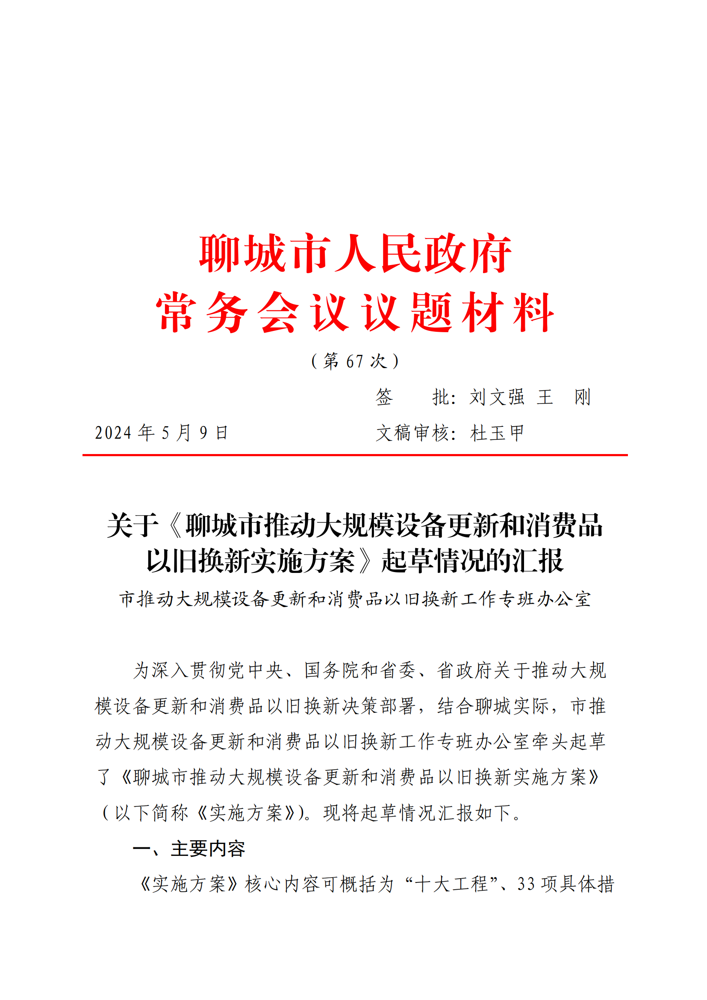 聊城市人民政府
常务会议议题材料
（第 67 次）
签　　批：刘文强 王　刚
2024 年 5 月 9 日　　文稿审核：杜玉甲
关于《聊城市推动大规模设备更新和消费品
以旧换新实施方案》起草情况的汇报
市推动大规模设备更新和消费品以旧换新工作专班办公室
为深入贯彻党中央、国务院和省委、省政府关于推动大规
模设备更新和消费品以旧换新决策部署，结合聊城实际，市推
动大规模设备更新和消费品以旧换新工作专班办公室牵头起草
了《聊城市推动大规模设备更新和消费品以旧换新实施方案》
（以下简称《实施方案》）。现将起草情况汇报如下。
一、主要内容
《实施方案》核心内容可概括为“十大工程”、33 项具体措